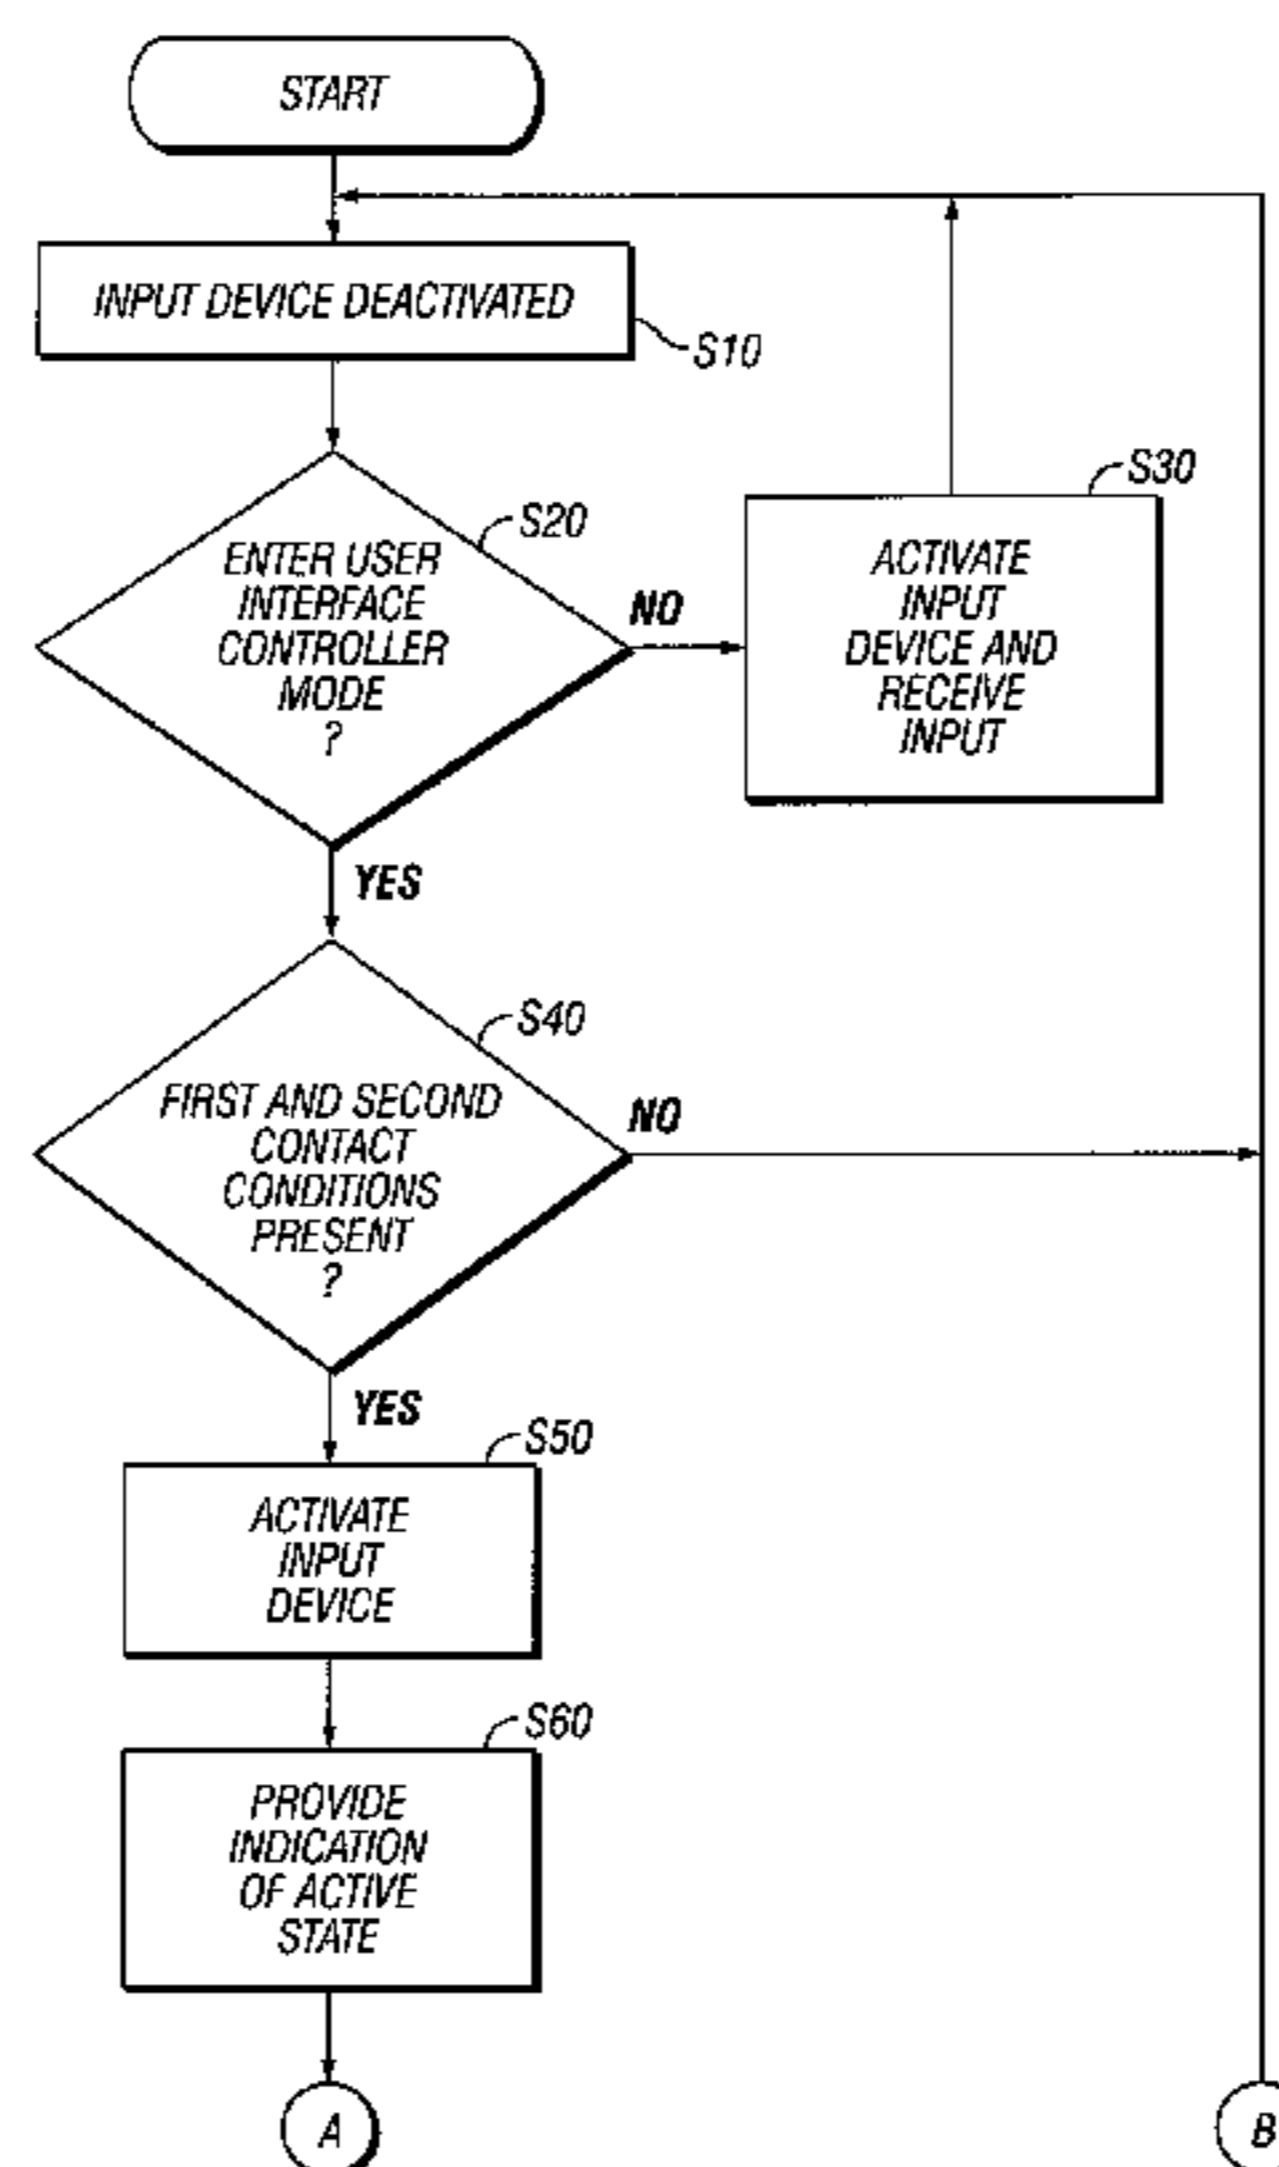 START
INPUT DEVICE DEACTIVATED
S10
S20
ENTER USER
INTERFACE
CONTROLLER
MODE
?
NO
S30
ACTIVATE
INPUT
DEVICE AND
RECEIVE
INPUT
YES
S40
FIRST AND SECOND
CONTACT
CONDITIONS
PRESENT
?
NO
YES
S50
ACTIVATE
INPUT
DEVICE
S60
PROVIDE
INDICATION
OF ACTIVE
STATE
A
B